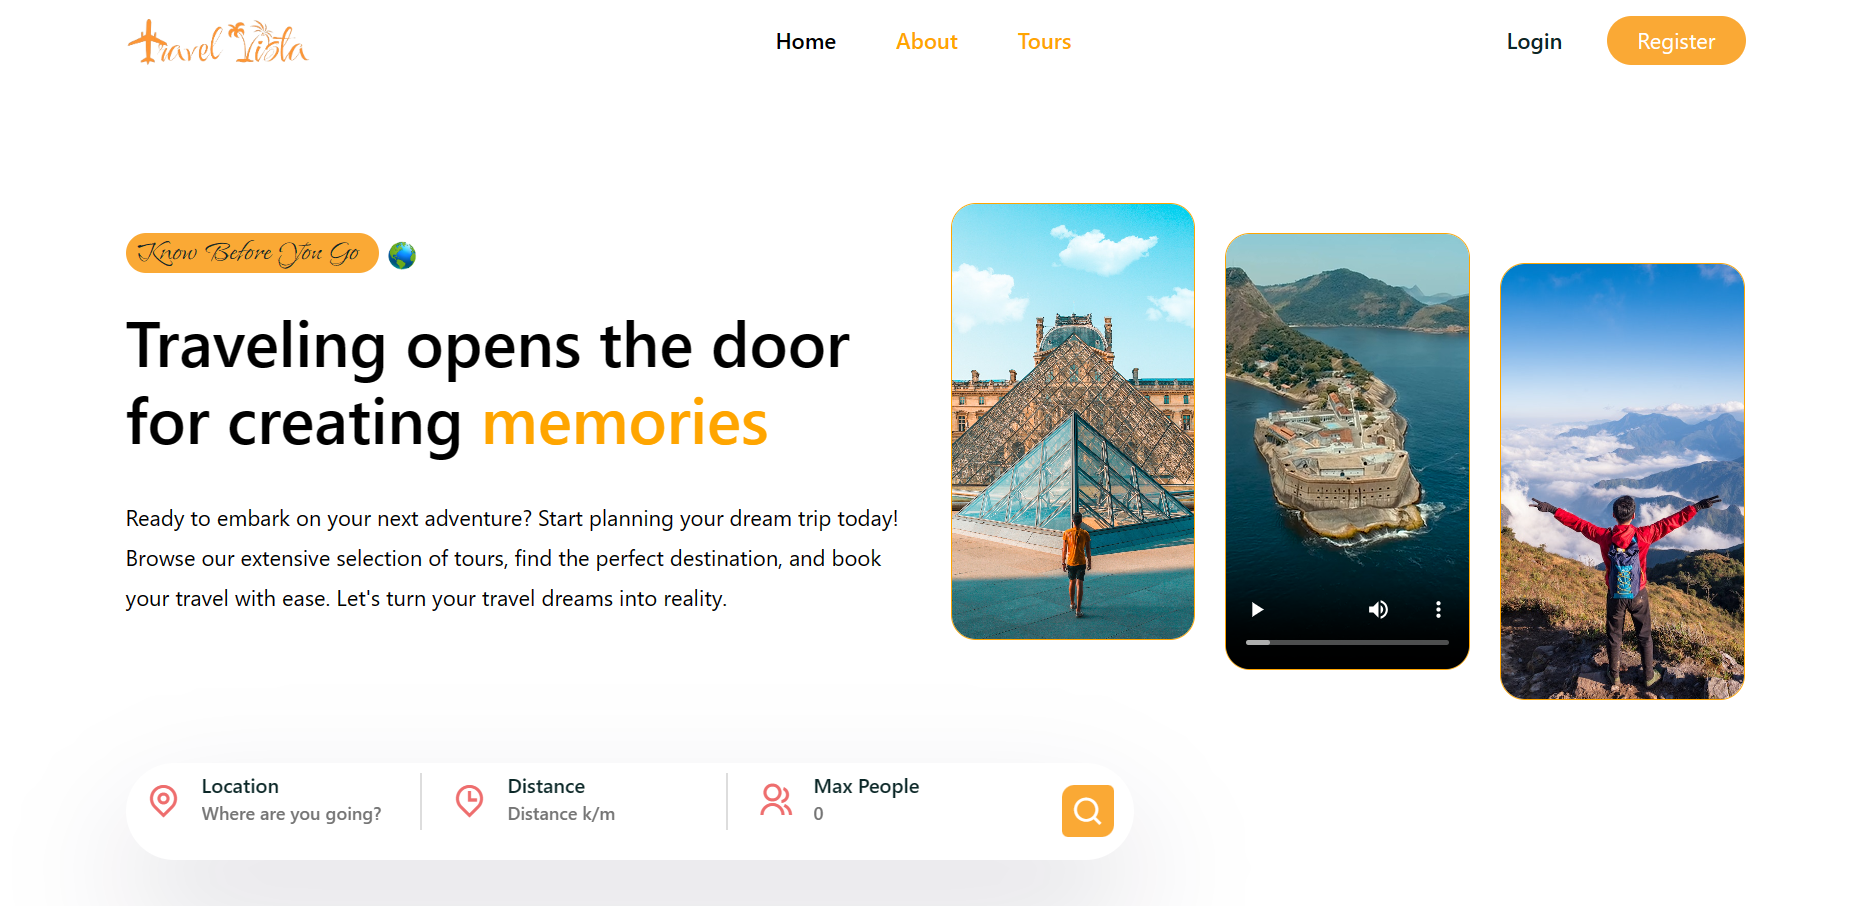 Travel Vista
Home
About
Tours
Login
Register
Know Before You Go
Traveling opens the door
for creating memories
Ready to embark on your next adventure? Start planning your dream trip today!
Browse our extensive selection of tours, find the perfect destination, and book
your travel with ease. Let's turn your travel dreams into reality.
Location
Where are you going?
Distance
Distance k/m
Max People
0